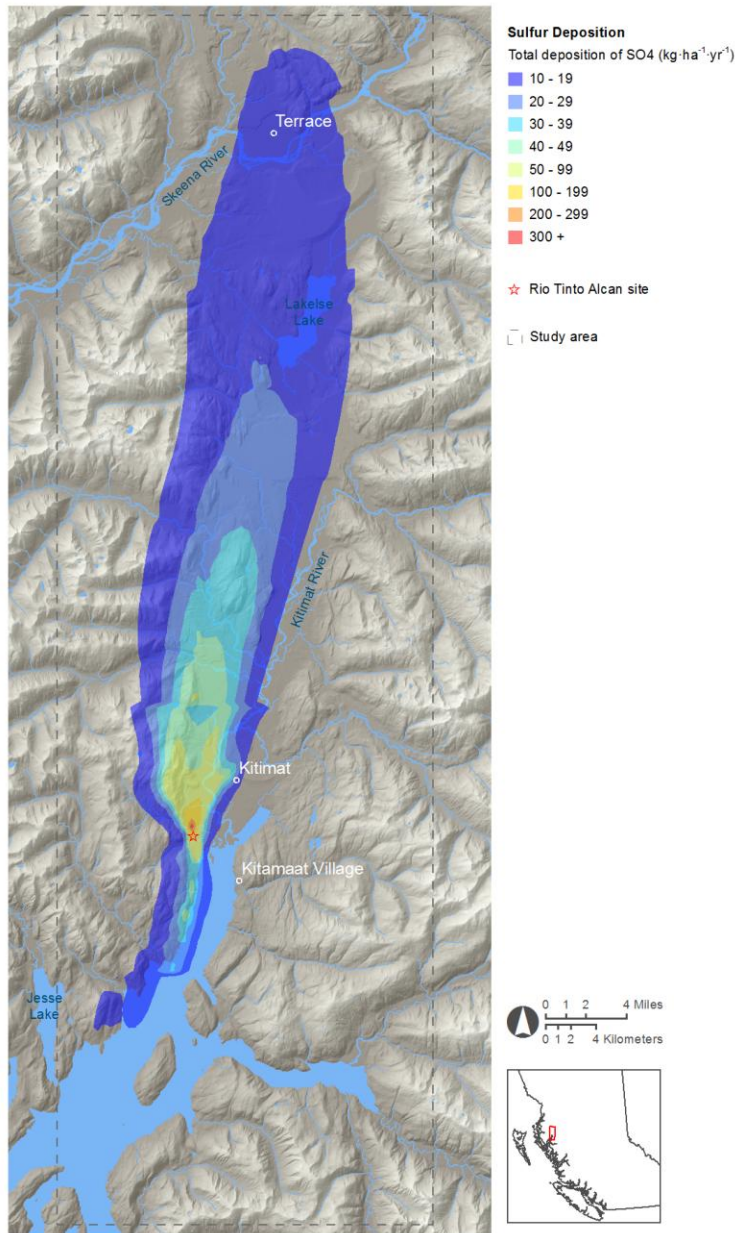 Terrace
Skeena River
Lakelse
Lake
Kitimat River
Kitimat
Kitamaat Village
Jesse
Lake
Sulfur Deposition
Total deposition of SO4 (kg·ha⁻¹·yr⁻¹)
10 - 19
20 - 29
30 - 39
40 - 49
50 - 99
100 - 199
200 - 299
300 +
Rio Tinto Alcan site
Study area
0 1 2 4 Miles
0 1 2 4 Kilometers